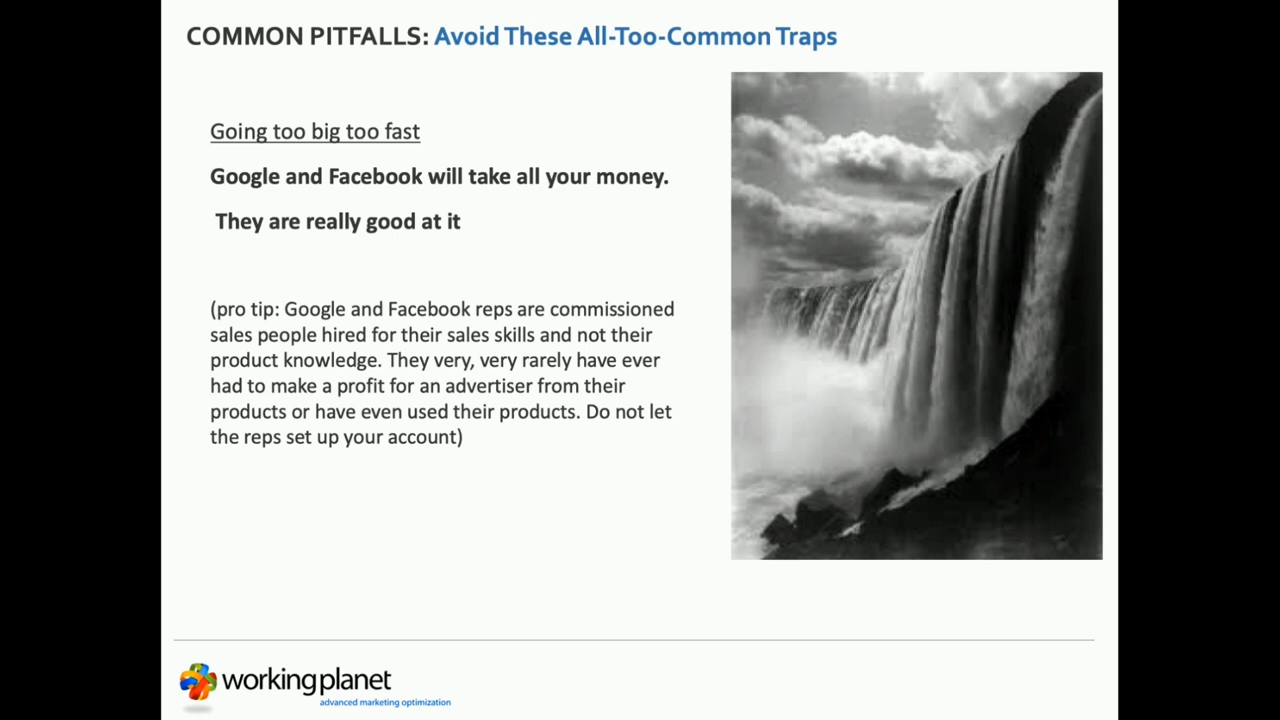 COMMON PITFALLS: Avoid These All-Too-Common Traps
Going too big too fast
Google and Facebook will take all your money.
They are really good at it
(pro tip: Google and Facebook reps are commissioned
sales people hired for their sales skills and not their
product knowledge. They very, very rarely have ever
had to make a profit for an advertiser from their
products or have even used their products. Do not let
the reps set up your account)
workingplanet
advanced marketing optimization